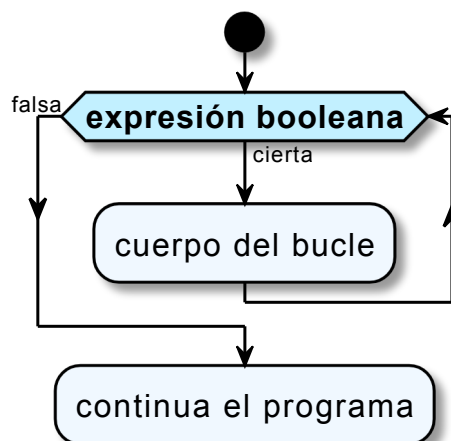 falsa
expresión booleana
cierta
cuerpo del bucle
continua el programa